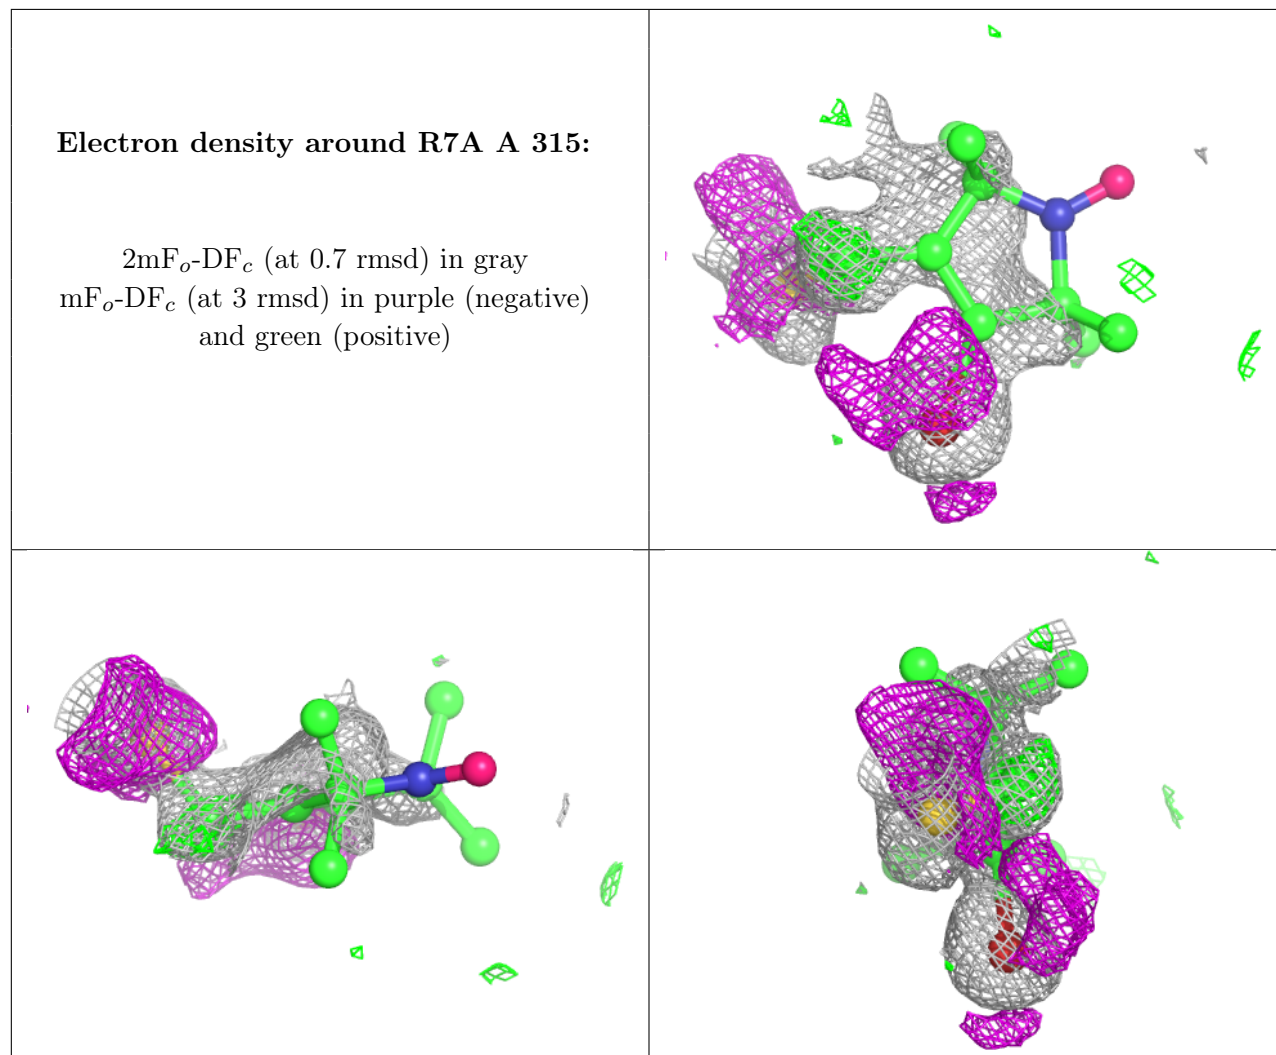 Electron density around R7A A 315:
2mFo-DFc (at 0.7 rmsd) in gray
mFo-DFc (at 3 rmsd) in purple (negative)
and green (positive)